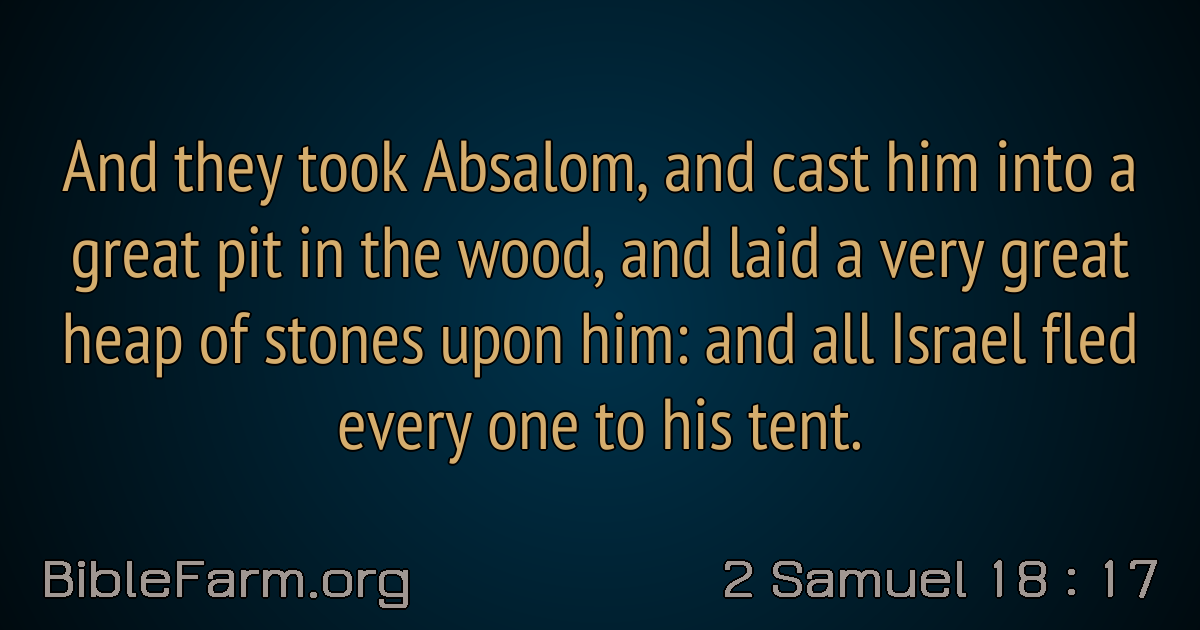 And they took Absalom, and cast him into a
great pit in the wood, and laid a very great
heap of stones upon him: and all Israel fled
every one to his tent.
BibleFarm.org
2 Samuel 18 : 17